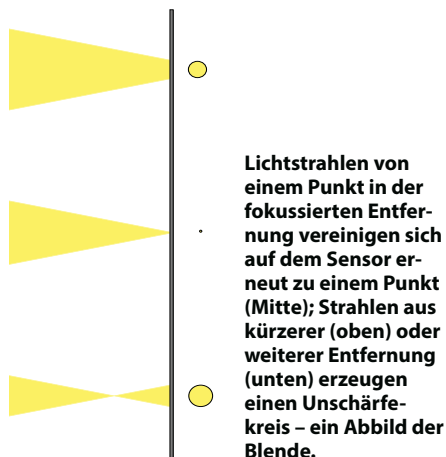 Lichtstrahlen von
einem Punkt in der
fokussierten Entfer-
nung vereinigen sich
auf dem Sensor er-
neut zu einem Punkt
(Mitte); Strahlen aus
kürzerer (oben) oder
weiterer Entfernung
(unten) erzeugen
einen Unschärfe-
kreis – ein Abbild der
Blende.